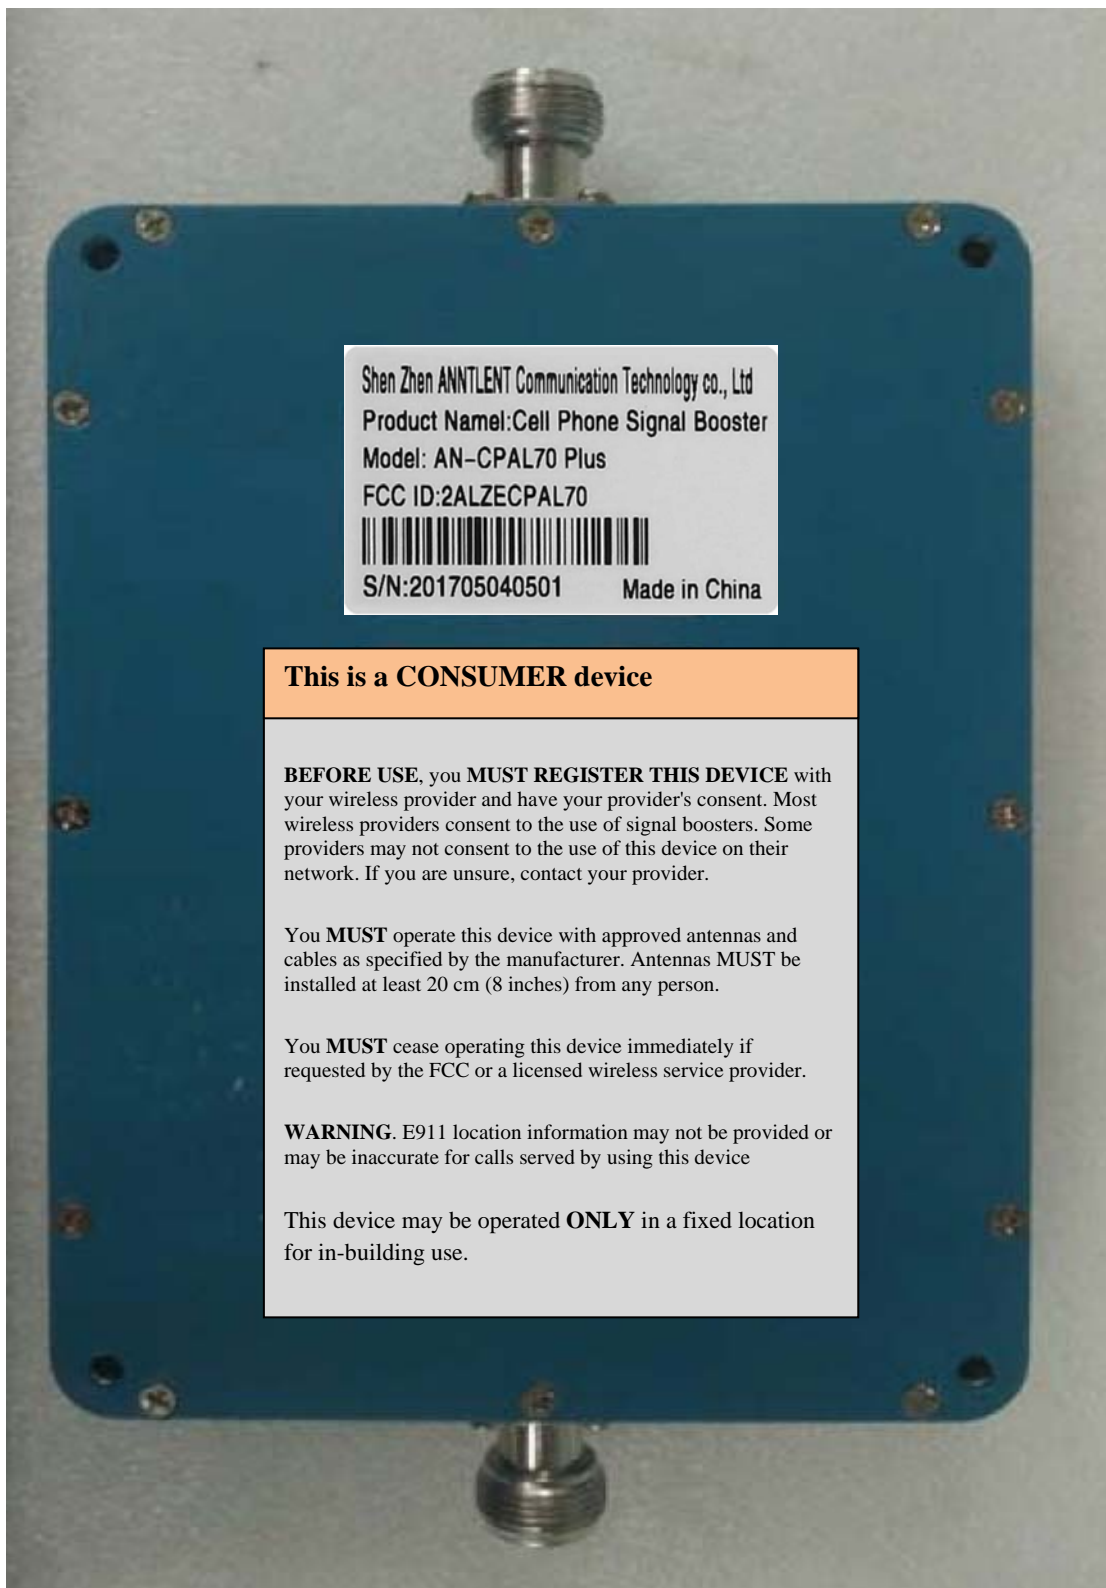 Shen Zhen ANNTLENT Communication Technology co., Ltd
Product Namel:Cell Phone Signal Booster
Model: AN-CPAL70 Plus
FCC ID:2ALZECPAL70
S/N:201705040501 Made in China
This is a CONSUMER device
BEFORE USE, you MUST REGISTER THIS DEVICE with
your wireless provider and have your provider's consent. Most
wireless providers consent to the use of signal boosters. Some
providers may not consent to the use of this device on their
network. If you are unsure, contact your provider.
You MUST operate this device with approved antennas and
cables as specified by the manufacturer. Antennas MUST be
installed at least 20 cm (8 inches) from any person.
You MUST cease operating this device immediately if
requested by the FCC or a licensed wireless service provider.
WARNING. E911 location information may not be provided or
may be inaccurate for calls served by using this device
This device may be operated ONLY in a fixed location
for in-building use.